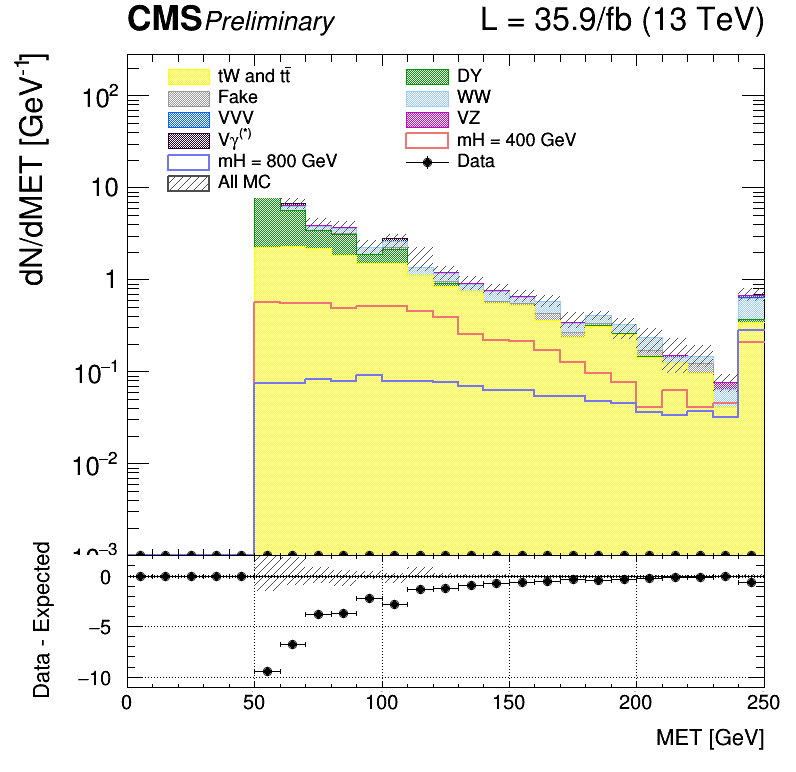 CMS Preliminary L = 35.9/fb (13 TeV)
dN/dMET [GeV⁻¹]
tW and tt̄ DY
Fake WW
VVV VZ
Vγ⁽*⁾ mH = 400 GeV
mH = 800 GeV Data
All MC
10²
10
1
10⁻¹
10⁻²
10⁻³
Data - Expected
0
−5
−10
0 50 100 150 200 250
MET [GeV]